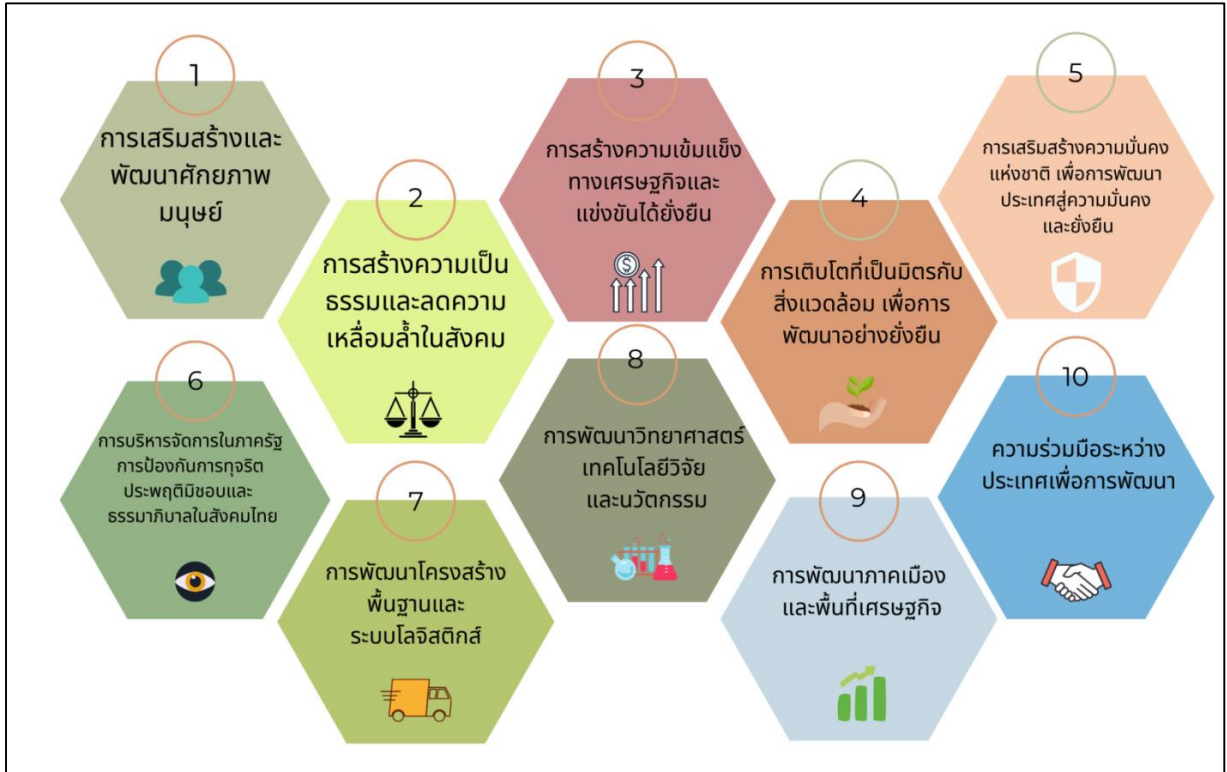 1
การเสริมสร้างและ
พัฒนาศักยภาพ
มนุษย์
2
การสร้างความเป็น
ธรรมและลดความ
เหลื่อมล้ำในสังคม
3
การสร้างความเข้มแข็ง
ทางเศรษฐกิจและ
แข่งขันได้ยั่งยืน
$
4
การเติบโตที่เป็นมิตรกับ
สิ่งแวดล้อม เพื่อการ
พัฒนาอย่างยั่งยืน
5
การเสริมสร้างความมั่นคง
แห่งชาติ เพื่อการพัฒนา
ประเทศสู่ความมั่นคง
และยั่งยืน
6
การบริหารจัดการในภาครัฐ
การป้องกันการทุจริต
ประพฤติมิชอบและ
ธรรมาภิบาลในสังคมไทย
7
การพัฒนาโครงสร้าง
พื้นฐานและ
ระบบโลจิสติกส์
8
การพัฒนาวิทยาศาสตร์
เทคโนโลยีวิจัย
และนวัตกรรม
9
การพัฒนาภาคเมือง
และพื้นที่เศรษฐกิจ
10
ความร่วมมือระหว่าง
ประเทศเพื่อการพัฒนา